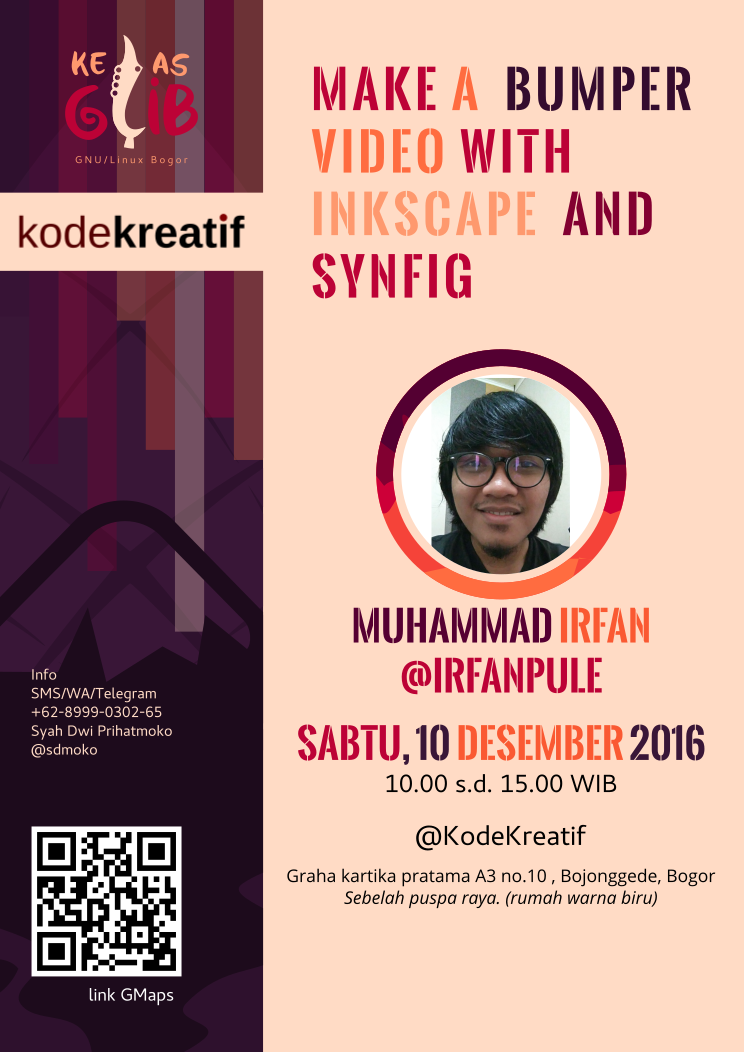 KELAS
GLiB
GNU/Linux Bogor
kodekreatif
MAKE A BUMPER
VIDEO WITH
INKSCAPE AND
SYNFIG
MUHAMMAD IRFAN
@IRFANPULE
SABTU, 10 DESEMBER 2016
10.00 s.d. 15.00 WIB
@KodeKreatif
Graha kartika pratama A3 no.10 , Bojonggede, Bogor
Sebelah puspa raya. (rumah warna biru)
Info
SMS/WA/Telegram
+62-8999-0302-65
Syah Dwi Prihatmoko
@sdmoko
link GMaps